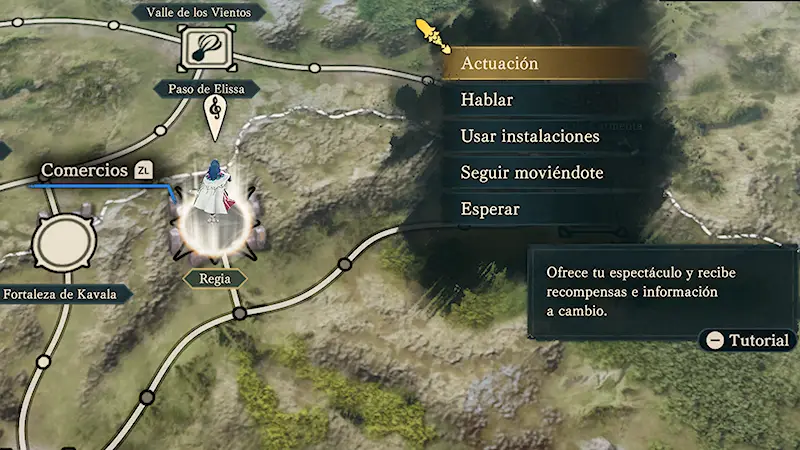 Valle de los Vientos
Paso de Elissa
Comercios ZL
Regia
Fortaleza de Kavala
Actuación
Hablar
Usar instalaciones
Seguir moviéndote
Esperar
Ofrece tu espectáculo y recibe
recompensas e información
a cambio.
Tutorial